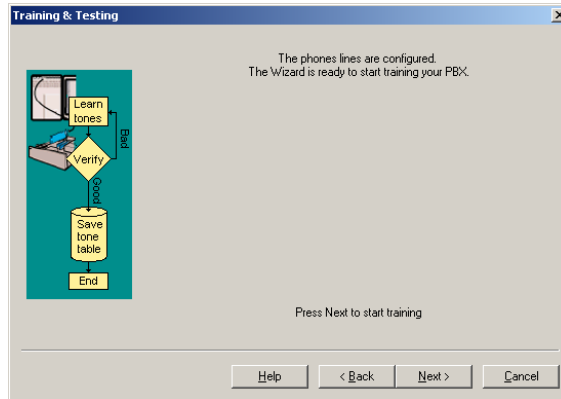 Training & Testing
The phones lines are configured.
The Wizard is ready to start training your PBX.
Learn
tones
Bad
Verify
Good
Save
tone
table
End
Press Next to start training
Help
< Back
Next >
Cancel